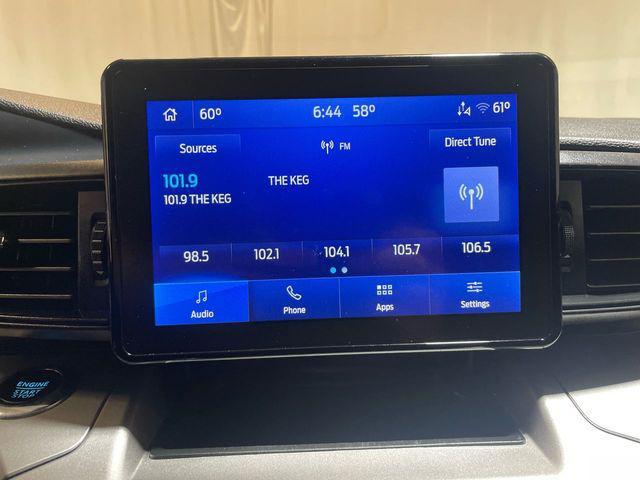 60° 6:44 58° 61°
Sources FM Direct Tune
101.9 THE KEG
101.9 THE KEG
98.5 102.1 104.1 105.7 106.5
Audio Phone Apps Settings
ENGINE
START
STOP